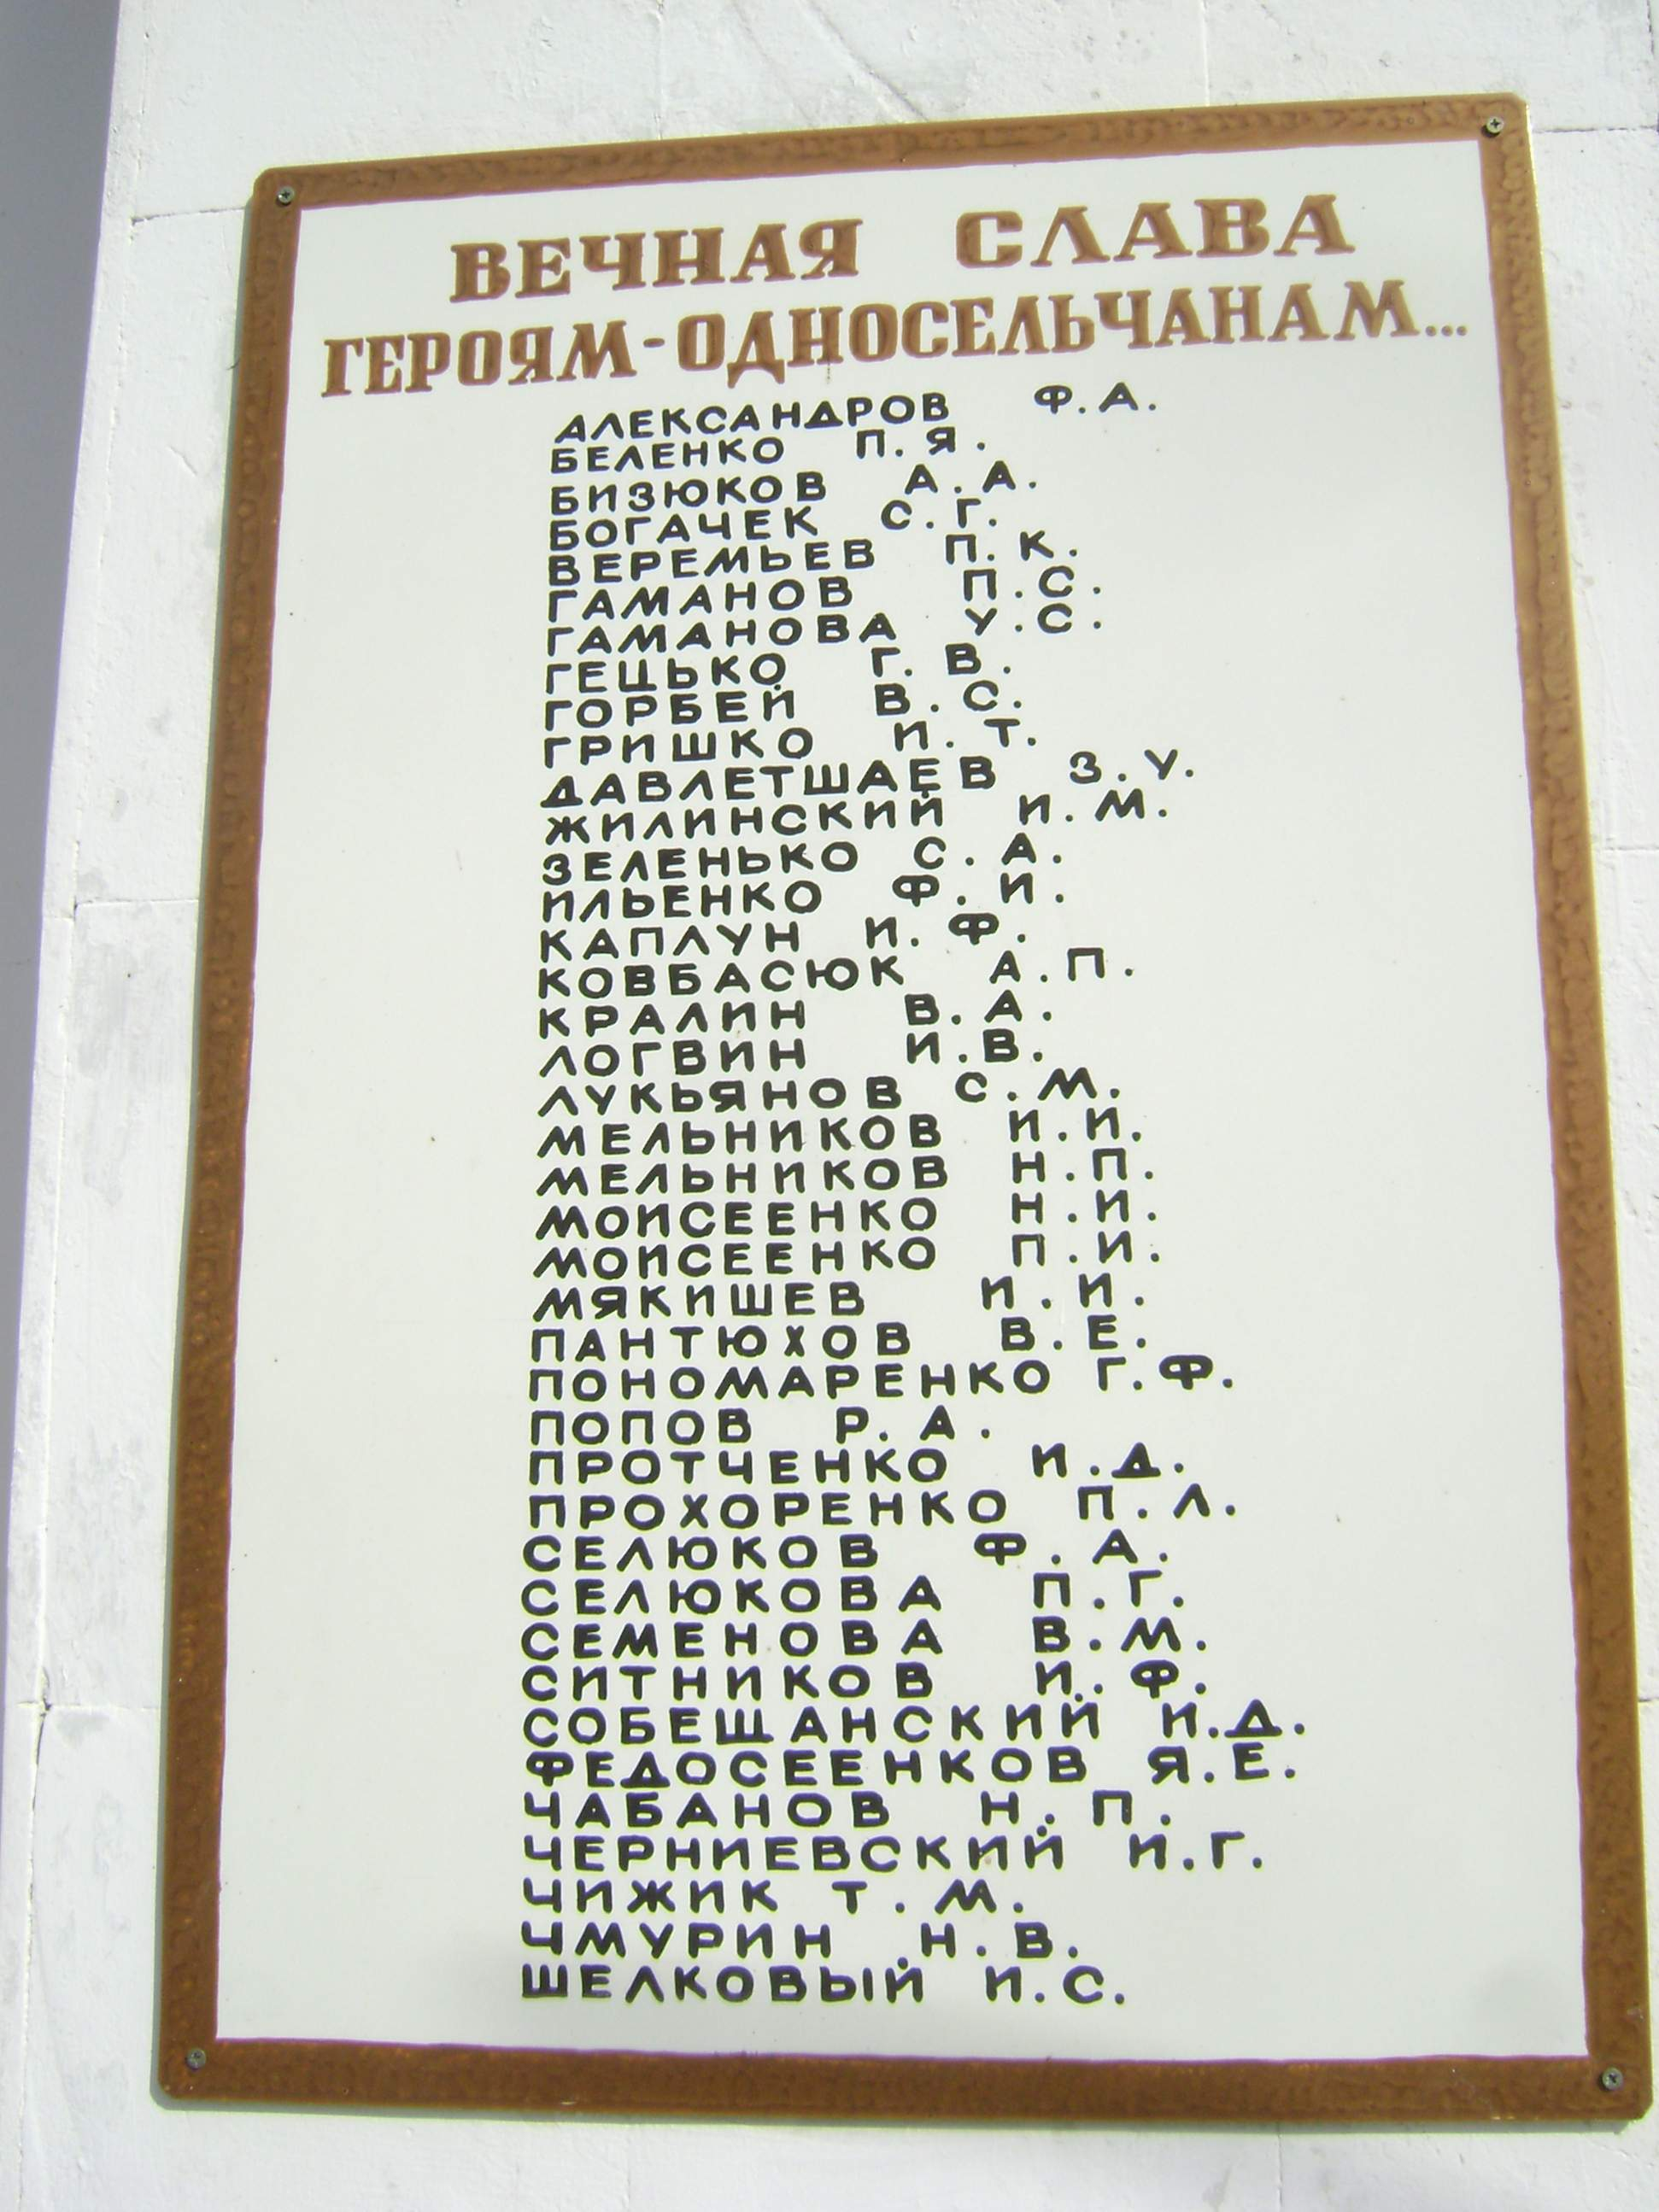 ВЕЧНАЯ СЛАВА
ГЕРОЯМ-ОДНОСЕЛЬЧАНАМ...
АЛЕКСАНДРОВ Ф.А.
БЕЛЕНКО П.Я.
БИЗЮКОВ А.А.
БОГАЧЕК С.Г.
ВЕРЕМЬЕВ П.К.
ГАМАНОВ П.С.
ГАМАНОВА У.С.
ГЕЦЬКО Г.В.
ГОРБЕЙ В.С.
ГРИШКО И.Т.
ДАВЛЕТШАЕВ З.У.
ЖИЛИНСКИЙ И.М.
ЗЕЛЕНЬКО С.А.
ИЛЬЕНКО Ф.И.
КАПЛУН И.Ф.
КОВБАСЮК А.П.
КРАЛИН В.А.
ЛОГВИН И.В.
ЛУКЬЯНОВ С.М.
МЕЛЬНИКОВ И.И.
МЕЛЬНИКОВ Н.П.
МОИСЕЕНКО Н.И.
МОИСЕЕНКО П.И.
МЯКИШЕВ И.И.
ПАНТЮХОВ В.Е.
ПОНОМАРЕНКО Г.Ф.
ПОПОВ Р.А.
ПРОТЧЕНКО И.Д.
ПРОХОРЕНКО П.Л.
СЕЛЮКОВ Ф.А.
СЕЛЮКОВА П.Г.
СЕМЕНОВА В.М.
СИТНИКОВ И.Ф.
СОБЕЩАНСКИЙ И.Д.
ФЕДОСЕЕНКОВ Я.Е.
ЧАБАНОВ Н.П.
ЧЕРНИЕВСКИЙ И.Г.
ЧИЖИК Т.М.
ЧМУРИН Н.В.
ШЕЛКОВЫЙ И.С.